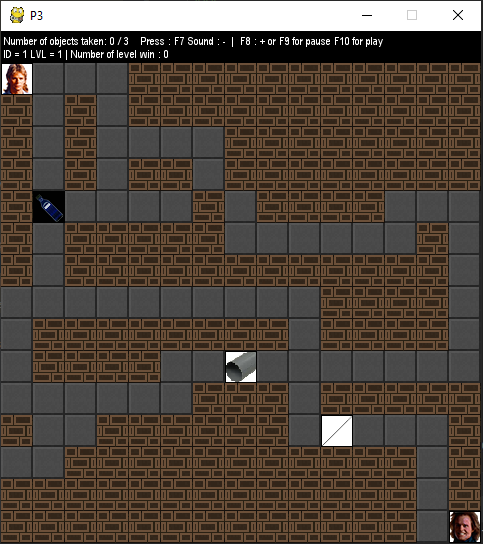 P3
Number of objects taken: 0 / 3 Press : F7 Sound : - | F8 : + or F9 for pause F10 for play
ID = 1 LVL = 1 | Number of level win : 0